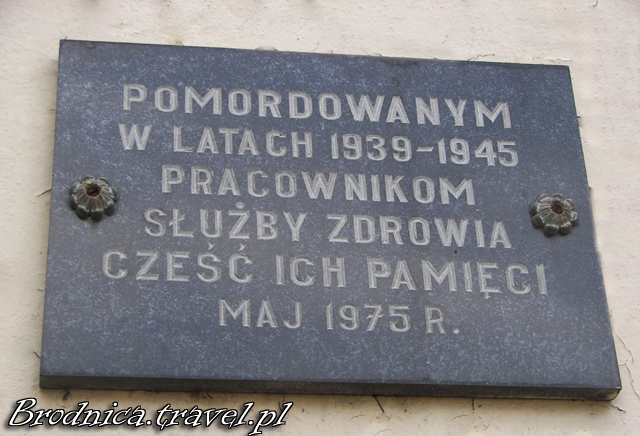 POMORDOWANYM
W LATACH 1939-1945
PRACOWNIKOM
SŁUŻBY ZDROWIA
CZEŚĆ ICH PAMIĘCI
MAJ 1975 R.
Brodnica.travel.pl